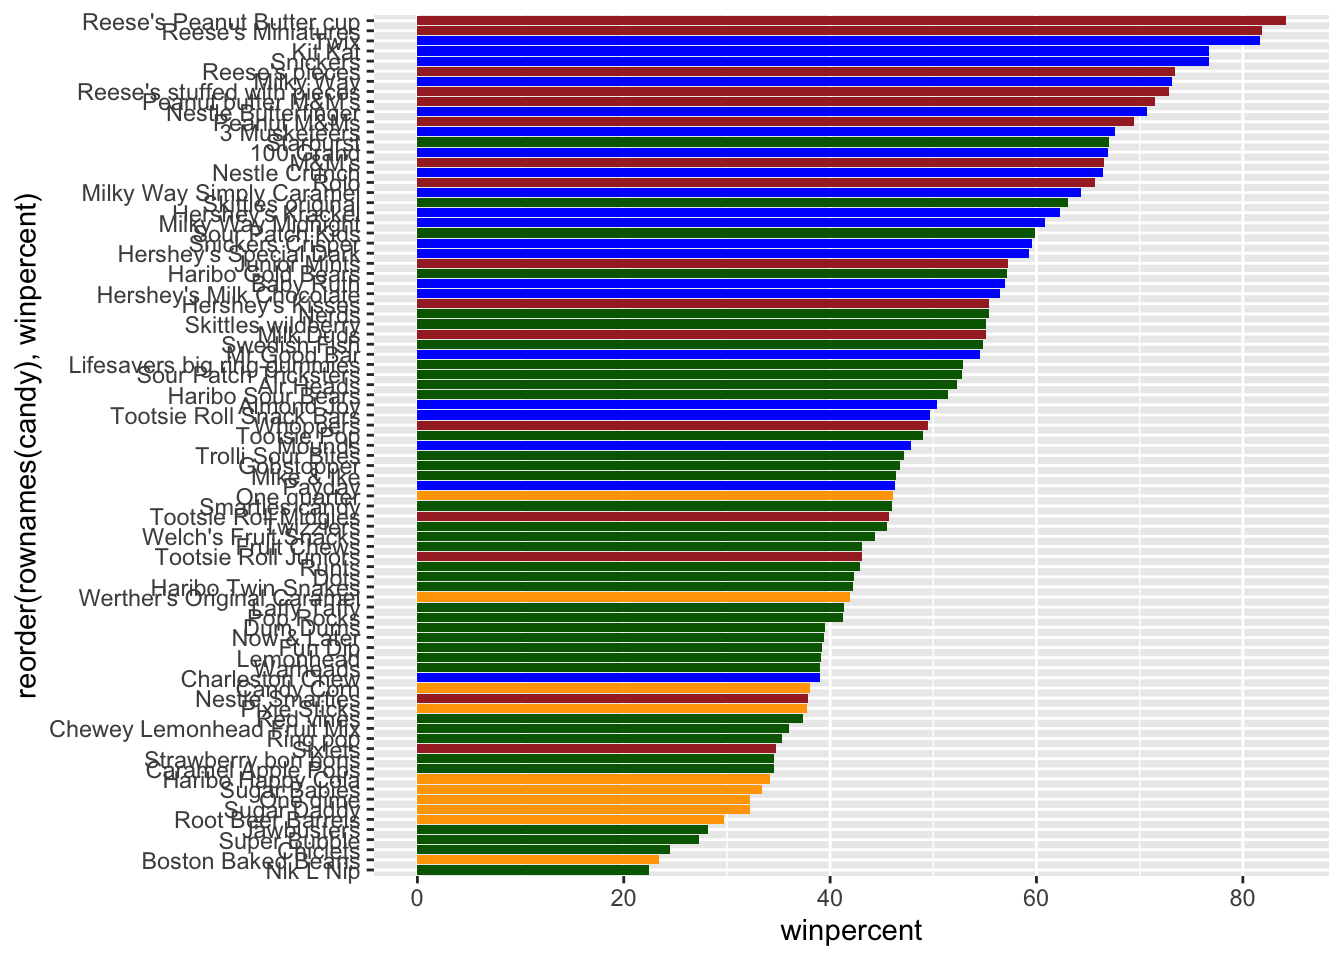 reorder(rownames(candy), winpercent)
Reese's Peanut Butter cup
Reese's Miniatures
Twix
Kit Kat
Snickers
Reese's pieces
Milky Way
Reese's stuffed with pieces
Peanut butter M&M's
Nestle Butterfinger
Peanut M&Ms
3 Musketeers
Starburst
100 Grand
M&M's
Nestle Crunch
Rolo
Milky Way Simply Caramel
Skittles original
Hershey's Krackel
Milky Way Midnight
Sour Patch Kids
Snickers Crisper
Hershey's Special Dark
Junior Mints
Haribo Gold Bears
Baby Ruth
Hershey's Milk Chocolate
Hershey's Kisses
Nerds
Skittles wildberry
Milk Duds
Swedish Fish
Mr Good Bar
Lifesavers big ring gummies
Sour Patch Tricksters
Air Heads
Haribo Sour Bears
Almond Joy
Tootsie Roll Snack Bars
Whoppers
Tootsie Pop
Mounds
Trolli Sour Bites
Gobstopper
Mike & Ike
Payday
One quarter
Smarties candy
Tootsie Roll Midgies
Twizzlers
Welch's Fruit Snacks
Fruit Chews
Tootsie Roll Juniors
Runts
Dots
Haribo Twin Snakes
Werther's Original Caramel
Laffy Taffy
Pop Rocks
Dum Dums
Now & Later
Fun Dip
Lemonhead
Warheads
Charleston Chew
Candy Corn
Nestle Smarties
Pixie Sticks
Red vines
Chewey Lemonhead Fruit Mix
Ring pop
Sixlets
Strawberry bon bons
Caramel Apple Pops
Haribo Happy Cola
Sugar Babies
One dime
Sugar Daddy
Root Beer Barrels
Jawbusters
Super Bubble
Chiclets
Boston Baked Beans
Nik L Nip
0 20 40 60 80
winpercent